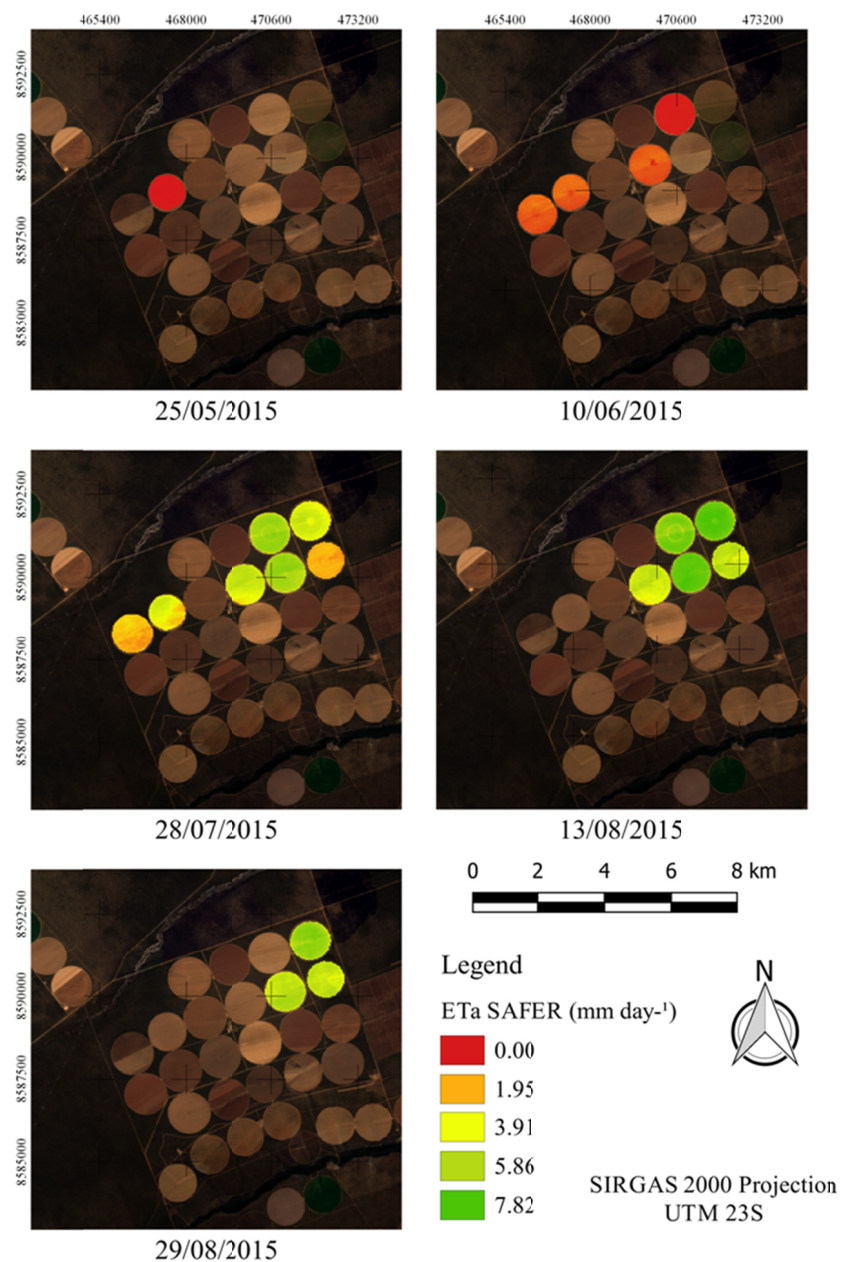 465400 468000 470600 473200 465400 468000 470600 473200
8592500
8590000
8587500
8585000
25/05/2015 10/06/2015
8592500
8590000
8587500
8585000
28/07/2015 13/08/2015
8592500
8590000
8587500
8585000
29/08/2015
0 2 4 6 8 km
Legend
ETa SAFER (mm day-¹)
0.00
1.95
3.91
5.86
7.82
N
SIRGAS 2000 Projection
UTM 23S